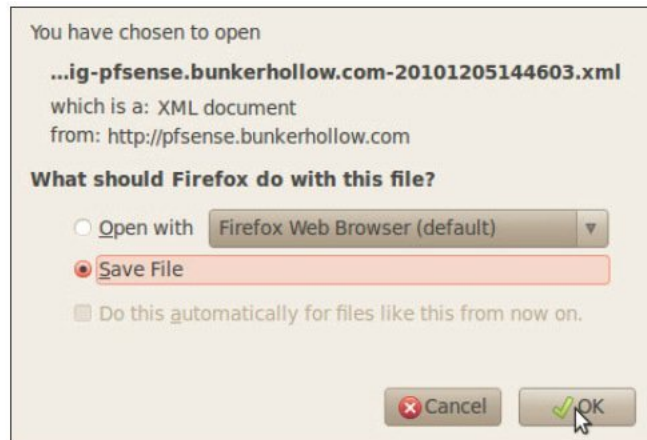 You have chosen to open
...ig-pfsense.bunkerhollow.com-20101205144603.xml
which is a: XML document
from: http://pfsense.bunkerhollow.com
What should Firefox do with this file?
Open with Firefox Web Browser (default)
Save File
Do this automatically for files like this from now on.
Cancel OK